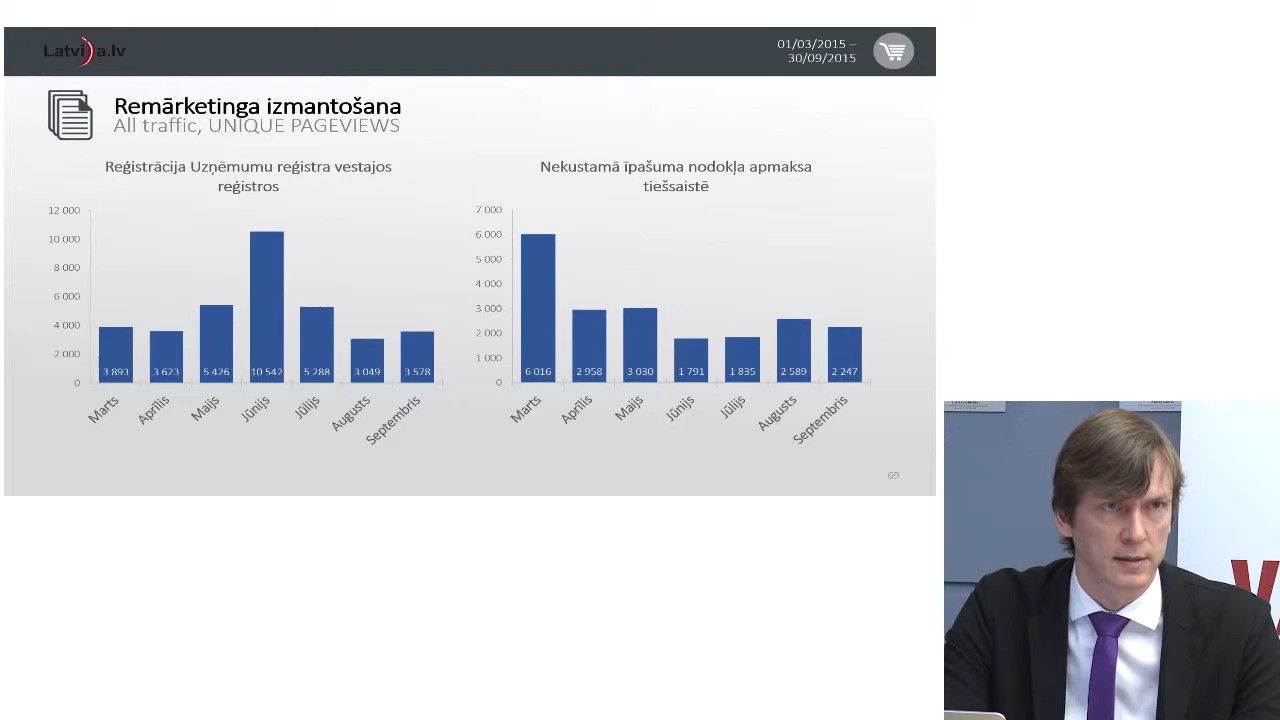 Latvija.lv
01/03/2015 –
30/09/2015
Remārketinga izmantošana
All traffic, UNIQUE PAGEVIEWS
Reģistrācija Uzņēmumu reģistra vestajos
reģistros
12 000
10 000
8 000
6 000
4 000
2 000
0
3 893
3 623
5 426
10 542
5 288
3 049
3 578
Marts
Aprīlis
Maijs
Jūnijs
Jūlijs
Augusts
Septembris
Nekustamā īpašuma nodokļa apmaksa
tiešsaistē
7 000
6 000
5 000
4 000
3 000
2 000
1 000
0
6 016
2 958
3 030
1 791
1 835
2 589
2 247
Marts
Aprīlis
Maijs
Jūnijs
Jūlijs
Augusts
Septembris
69